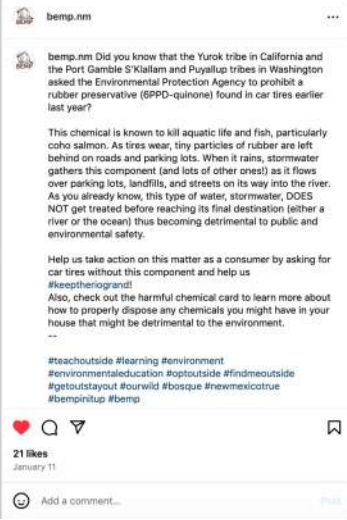 bemp.nm
bemp.nm Did you know that the Yurok tribe in California and
the Port Gamble S'Klallam and Puyallup tribes in Washington
asked the Environmental Protection Agency to prohibit a
rubber preservative (6PPD-quinone) found in car tires earlier
last year?
This chemical is known to kill aquatic life and fish, particularly
coho salmon. As tires wear, tiny particles of rubber are left
behind on roads and parking lots. When it rains, stormwater
gathers this component (and lots of other ones!) as it flows
over parking lots, landfills, and streets on its way into the river.
As you already know, this type of water, stormwater, DOES
NOT get treated before reaching its final destination (either a
river or the ocean) thus becoming detrimental to public and
environmental safety.
Help us take action on this matter as a consumer by asking for
car tires without this component and help us
#keeptheriogrand!
Also, check out the harmful chemical card to learn more about
how to properly dispose any chemicals you might have in your
house that might be detrimental to the environment.
--
#teachoutside #learning #environment
#environmentaleducation #optoutside #findmeoutside
#getoutstayout #ourwild #bosque #newmexicotrue
#bempinitup #bemp
21 likes
January 11
Add a comment...
Post